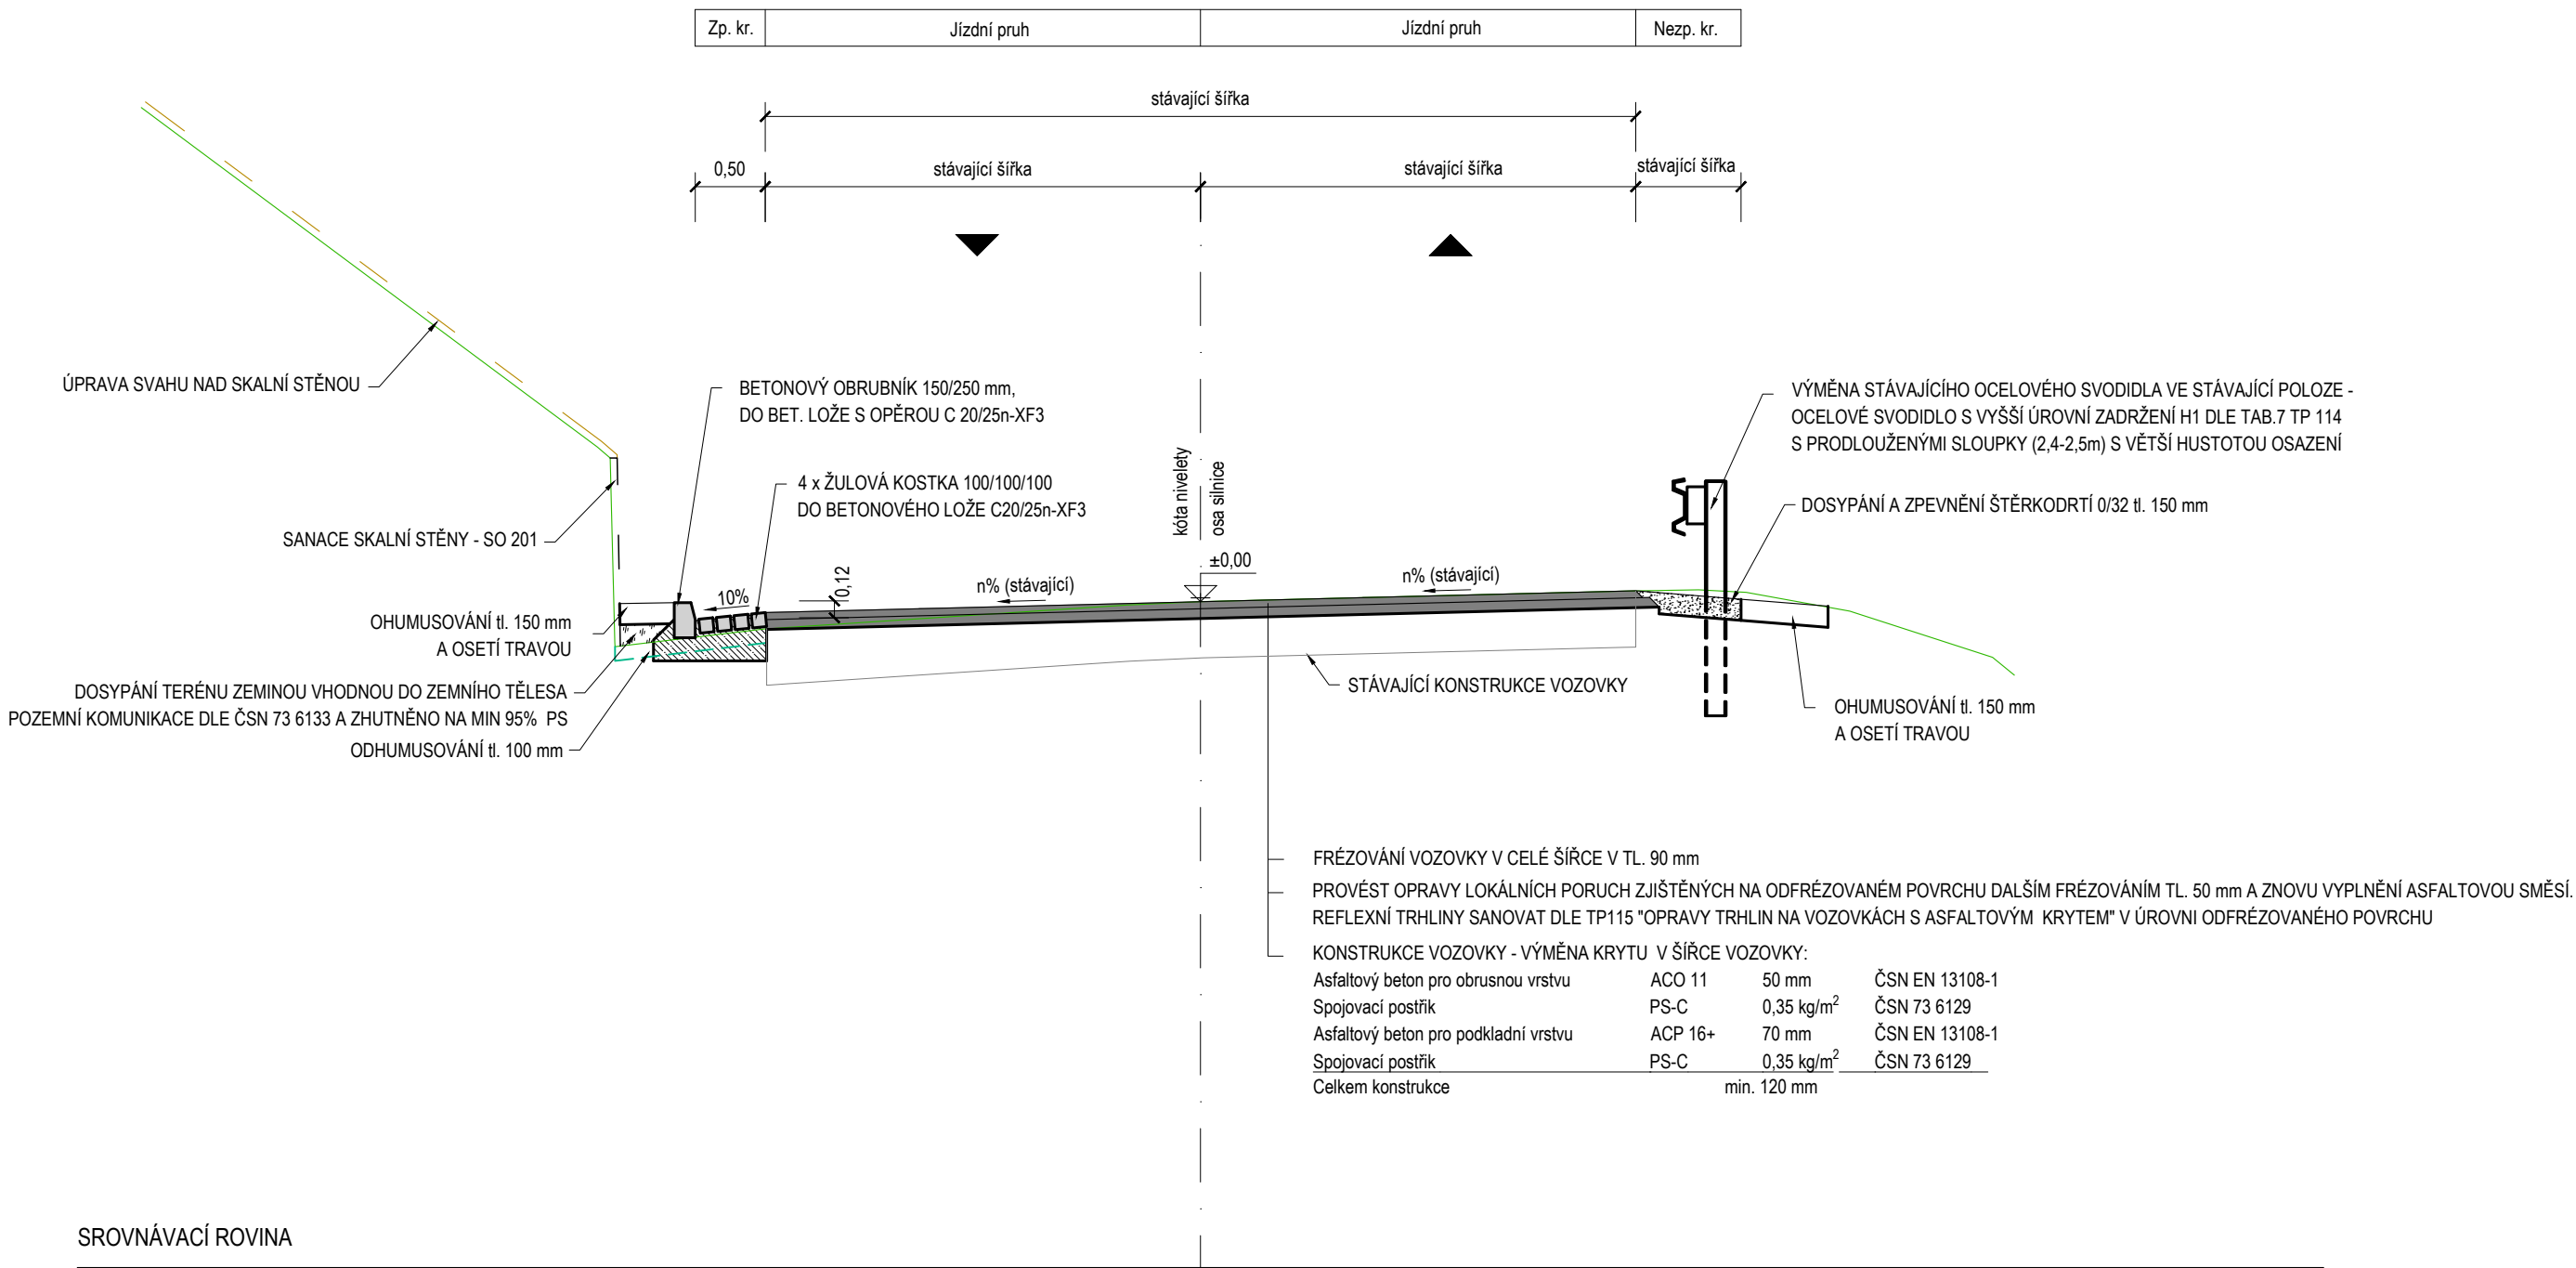 Zp. kr.
Jízdní pruh
Jízdní pruh
Nezp. kr.
stávající šířka
0,50
stávající šířka
stávající šířka
stávající šířka
ÚPRAVA SVAHU NAD SKALNÍ STĚNOU
BETONOVÝ OBRUBNÍK 150/250 mm,
DO BET. LOŽE S OPĚROU C 20/25n-XF3
VÝMĚNA STÁVAJÍCÍHO OCELOVÉHO SVODIDLA VE STÁVAJÍCÍ POLOZE -
OCELOVÉ SVODIDLO S VYŠŠÍ ÚROVNÍ ZADRŽENÍ H1 DLE TAB.7 TP 114
S PRODLOUŽENÝMI SLOUPKY (2,4-2,5m) S VĚTŠÍ HUSTOTOU OSAZENÍ
4 x ŽULOVÁ KOSTKA 100/100/100
DO BETONOVÉHO LOŽE C20/25n-XF3
kóta nivelety
osa silnice
DOSYPÁNÍ A ZPEVNĚNÍ ŠTĚRKODRTÍ 0/32 tl. 150 mm
SANACE SKALNÍ STĚNY - SO 201
±0,00
0,12
10%
n% (stávající)
n% (stávající)
OHUMUSOVÁNÍ tl. 150 mm
A OSETÍ TRAVOU
DOSYPÁNÍ TERÉNU ZEMINOU VHODNOU DO ZEMNÍHO TĚLESA
POZEMNÍ KOMUNIKACE DLE ČSN 73 6133 A ZHUTNĚNO NA MIN 95% PS
ODHUMUSOVÁNÍ tl. 100 mm
STÁVAJÍCÍ KONSTRUKCE VOZOVKY
OHUMUSOVÁNÍ tl. 150 mm
A OSETÍ TRAVOU
FRÉZOVÁNÍ VOZOVKY V CELÉ ŠÍŘCE V TL. 90 mm
PROVÉST OPRAVY LOKÁLNÍCH PORUCH ZJIŠTĚNÝCH NA ODFRÉZOVANÉM POVRCHU DALŠÍM FRÉZOVÁNÍM TL. 50 mm A ZNOVU VYPLNĚNÍ ASFALTOVOU SMĚSÍ.
REFLEXNÍ TRHLINY SANOVAT DLE TP115 "OPRAVY TRHLIN NA VOZOVKÁCH S ASFALTOVÝM KRYTEM" V ÚROVNI ODFRÉZOVANÉHO POVRCHU
KONSTRUKCE VOZOVKY - VÝMĚNA KRYTU V ŠÍŘCE VOZOVKY:
Asfaltový beton pro obrusnou vrstvu ACO 11 50 mm ČSN EN 13108-1
Spojovací postřik PS-C 0,35 kg/m² ČSN 73 6129
Asfaltový beton pro podkladní vrstvu ACP 16+ 70 mm ČSN EN 13108-1
Spojovací postřik PS-C 0,35 kg/m² ČSN 73 6129
Celkem konstrukce min. 120 mm
SROVNÁVACÍ ROVINA